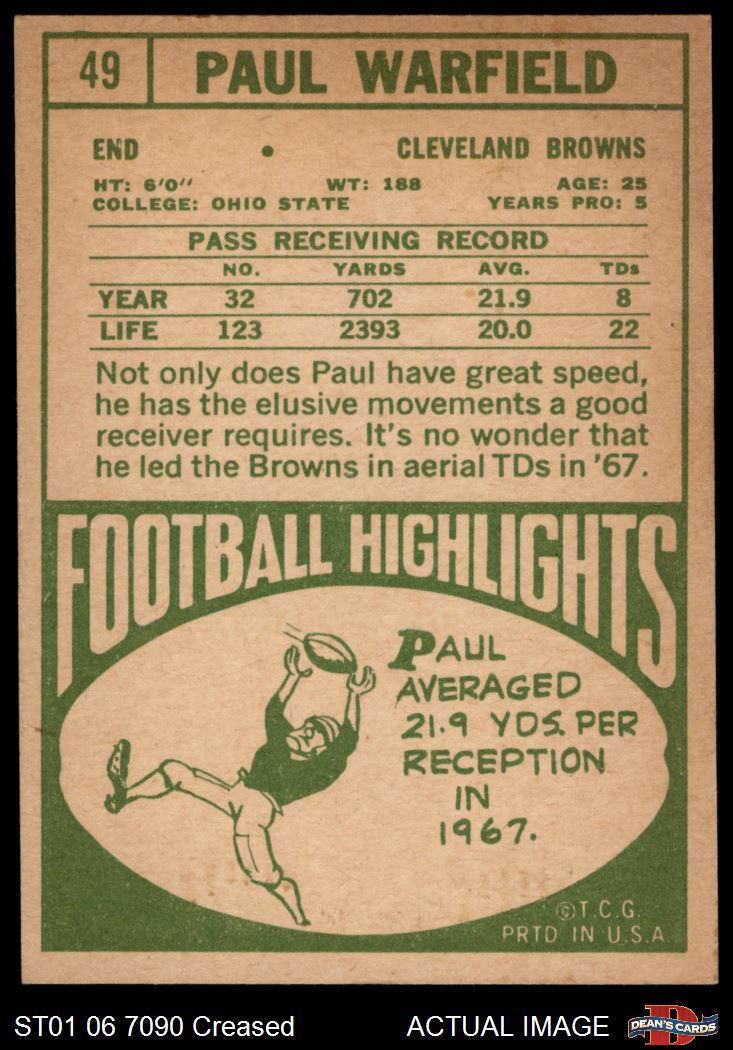 49 PAUL WARFIELD
END • CLEVELAND BROWNS
HT: 6'0" WT: 188 AGE: 25
COLLEGE: OHIO STATE YEARS PRO: 5
PASS RECEIVING RECORD
NO. YARDS AVG. TDs
YEAR 32 702 21.9 8
LIFE 123 2393 20.0 22
Not only does Paul have great speed,
he has the elusive movements a good
receiver requires. It's no wonder that
he led the Browns in aerial TDs in '67.
FOOTBALL HIGHLIGHTS
PAUL
AVERAGED
21.9 YDS. PER
RECEPTION
IN
1967.
©T.C.G.
PRTD IN U.S.A
ST01 06 7090 Creased ACTUAL IMAGE D DEAN'S CARDS